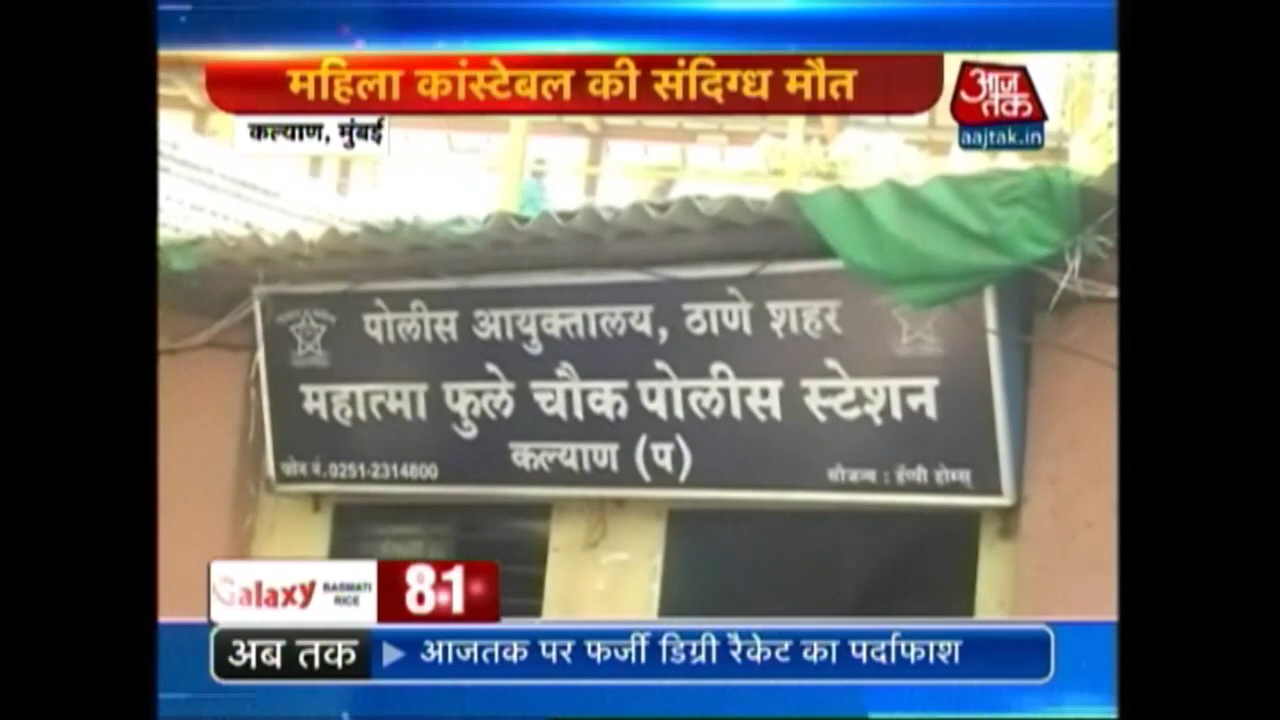 महिला कांस्टेबल की संदिग्ध मौत
आज तक
aajtak.in
कल्याण, मुंबई
पोलीस आयुक्तालय, ठाणे शहर
महात्मा फुले चौक पोलीस स्टेशन
कल्याण (प)
फोन नं. 0251-2314800
सौजन्य : हॅप्पी होम्स्
Galaxy BASMATI RICE
81
अब तक
आजतक पर फर्जी डिग्री रैकेट का पर्दाफाश